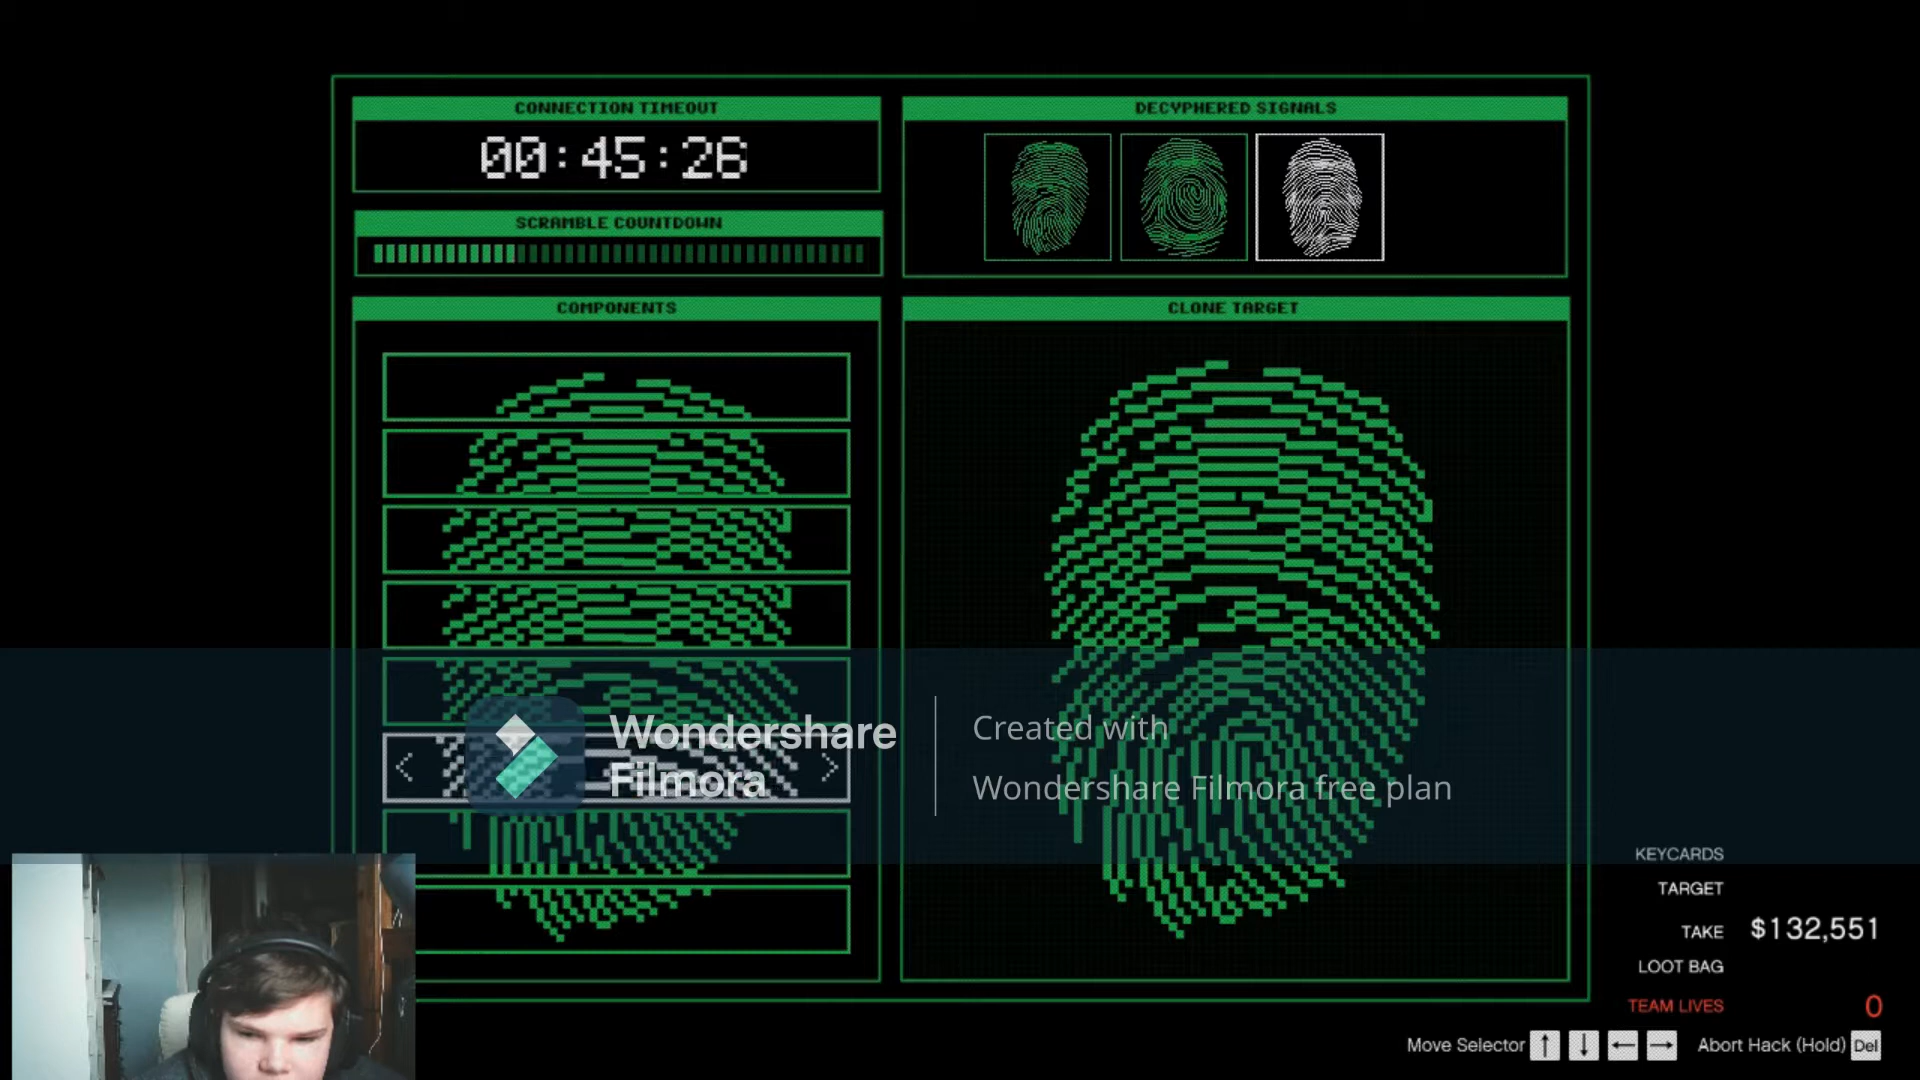 CONNECTION TIMEOUT
00:45:26
DECYPHERED SIGNALS
SCRAMBLE COUNTDOWN
COMPONENTS
CLONE TARGET
Wondershare
Filmora
Created with
Wondershare Filmora free plan
KEYCARDS
TARGET
TAKE $132,551
LOOT BAG
TEAM LIVES 0
Move Selector ↑ ↓ ← → Abort Hack (Hold) Del